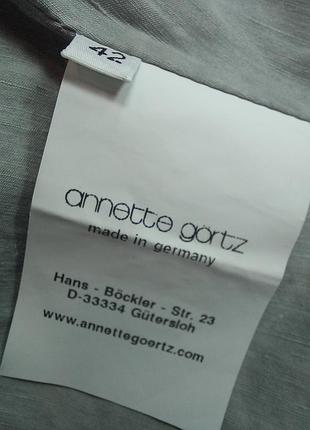 42
annette görtz
made in germany
Hans - Böckler - Str. 23
D-33334 Gütersloh
www.annettegoertz.com